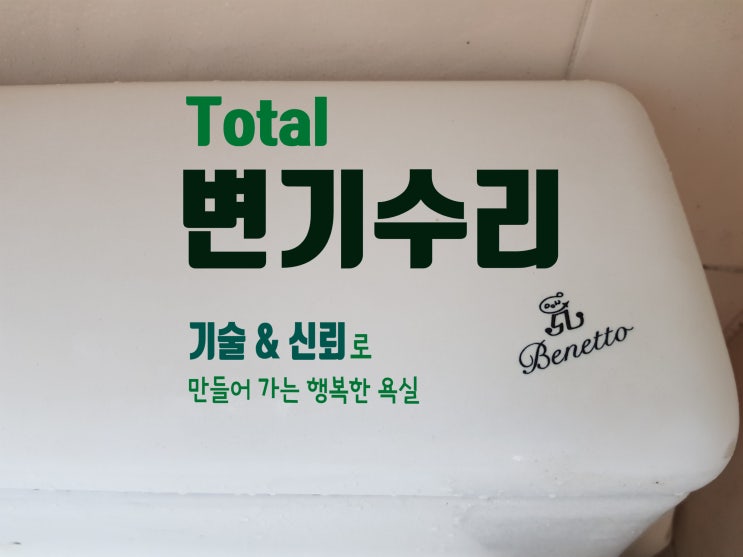 Total
변기수리
기술 & 신뢰로
만들어 가는 행복한 욕실
Benetto